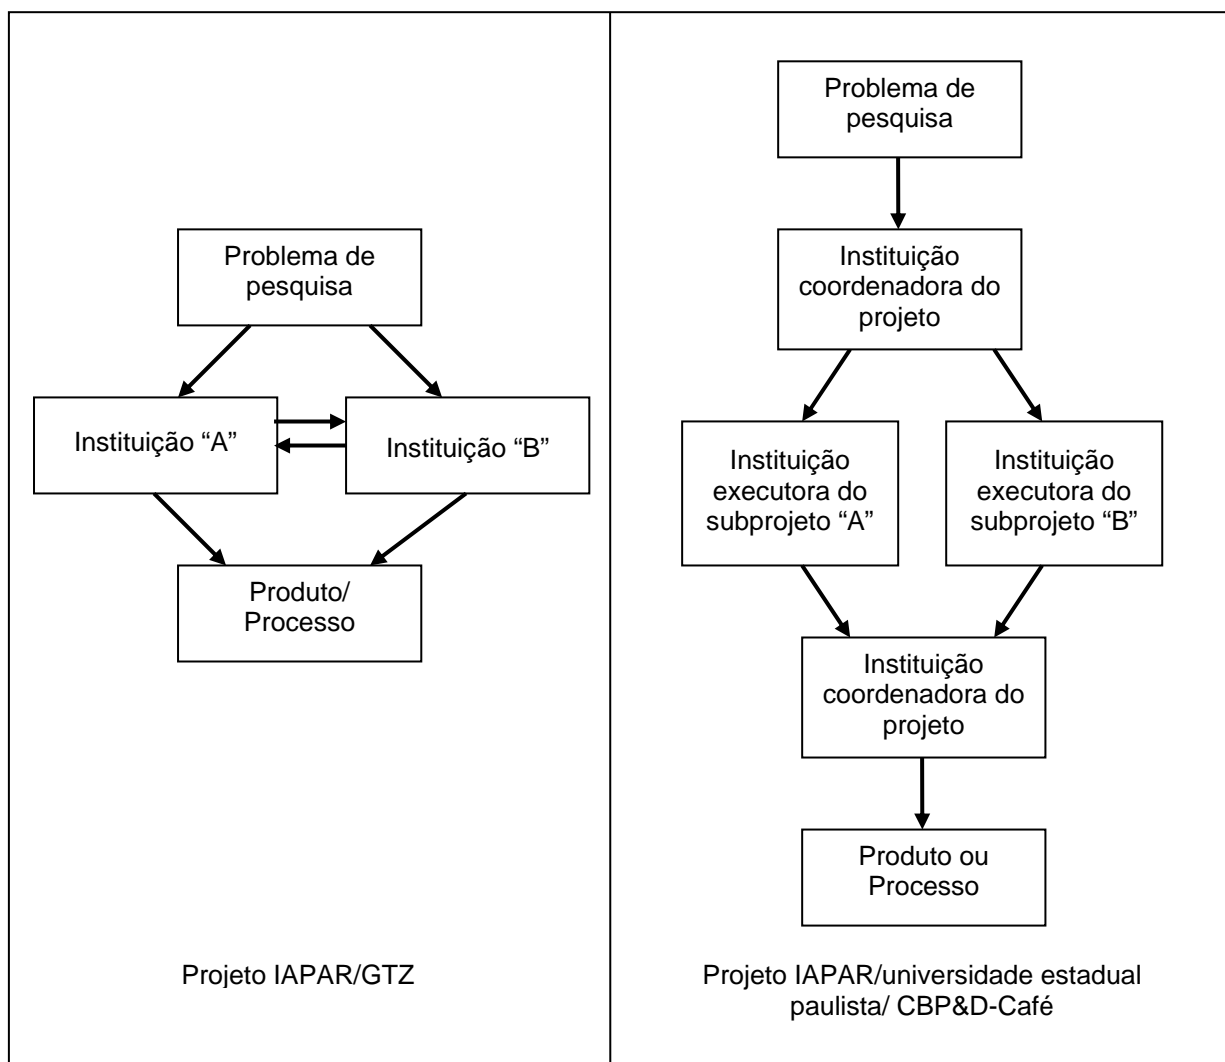 Problema de
pesquisa
Instituição “A”
Instituição “B”
Produto/
Processo
Projeto IAPAR/GTZ
Problema de
pesquisa
Instituição
coordenadora do
projeto
Instituição
executora do
subprojeto “A”
Instituição
executora do
subprojeto “B”
Instituição
coordenadora do
projeto
Produto ou
Processo
Projeto IAPAR/universidade estadual
paulista/ CBP&D-Café